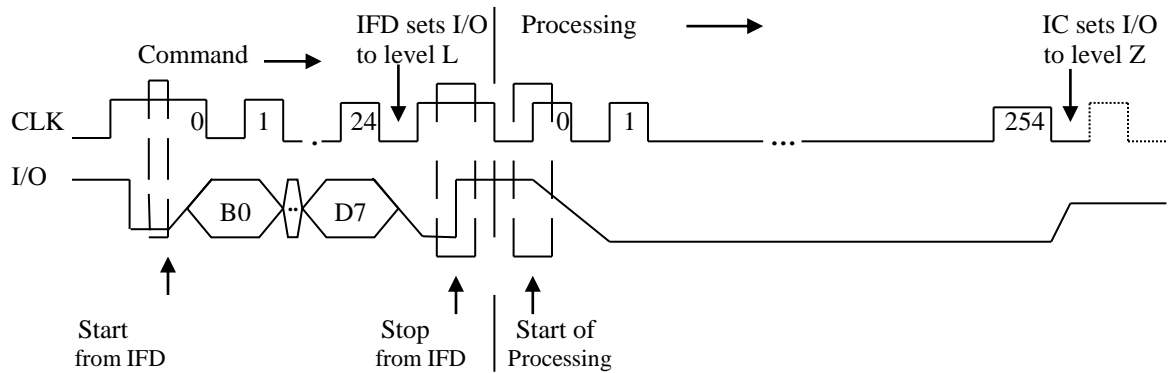 IFD sets I/O
to level L
Processing
IC sets I/O
to level Z
Command
CLK
0
1
.
24
0
1
...
254
I/O
B0
..
D7
Start
from IFD
Stop
from IFD
Start of
Processing